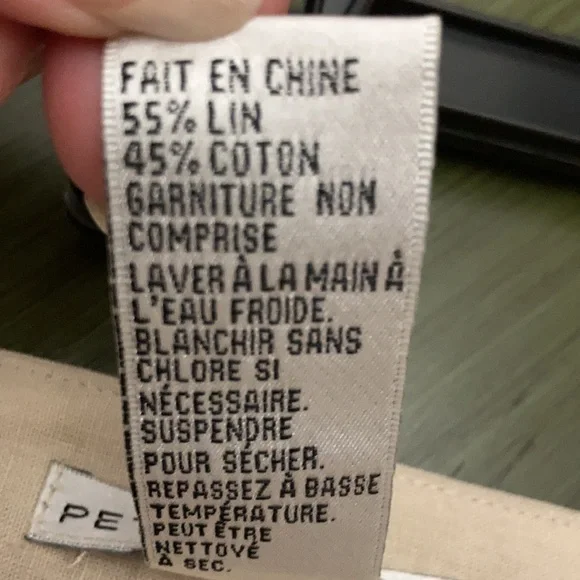 FAIT EN CHINE
55% LIN
45% COTON
GARNITURE NON
COMPRISE
LAVER À LA MAIN À
L'EAU FROIDE.
BLANCHIR SANS
CHLORE SI
NÉCESSAIRE.
SUSPENDRE
POUR SÉCHER.
REPASSEZ À BASSE
TEMPÉRATURE.
PEUT ÊTRE
NETTOYÉ
À SEC.
PE